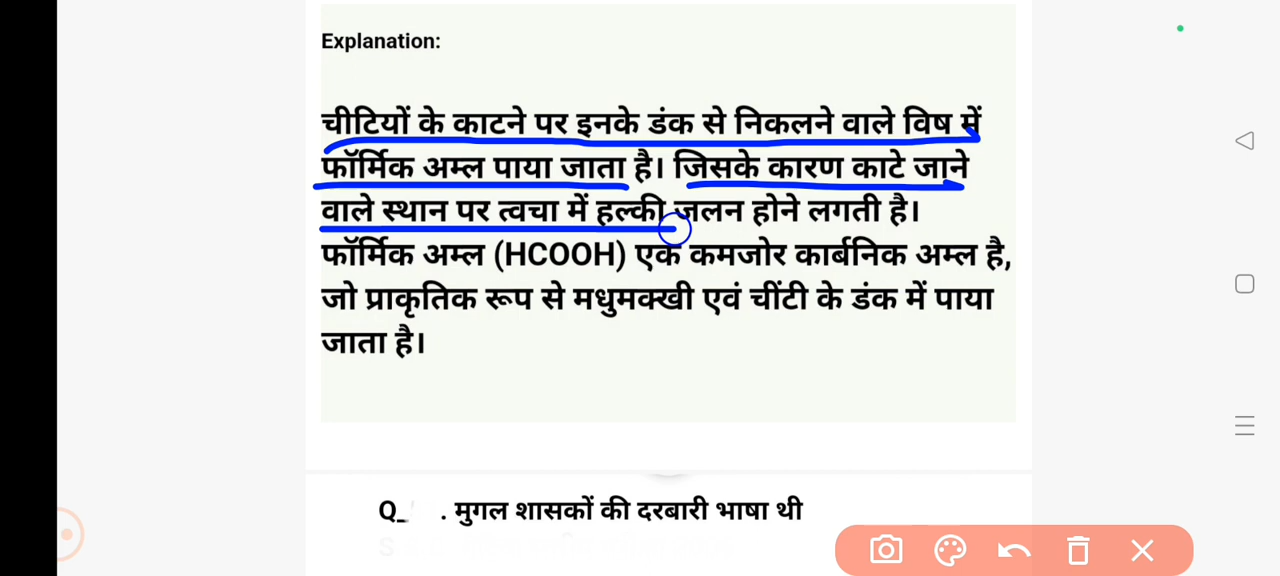 Explanation:
चीटियों के काटने पर इनके डंक से निकलने वाले विष में
फॉर्मिक अम्ल पाया जाता है। जिसके कारण काटे जाने
वाले स्थान पर त्वचा में हल्की जलन होने लगती है।
फॉर्मिक अम्ल (HCOOH) एक कमजोर कार्बनिक अम्ल है,
जो प्राकृतिक रूप से मधुमक्खी एवं चींटी के डंक में पाया
जाता है।
Q_ . मुगल शासकों की दरबारी भाषा थी